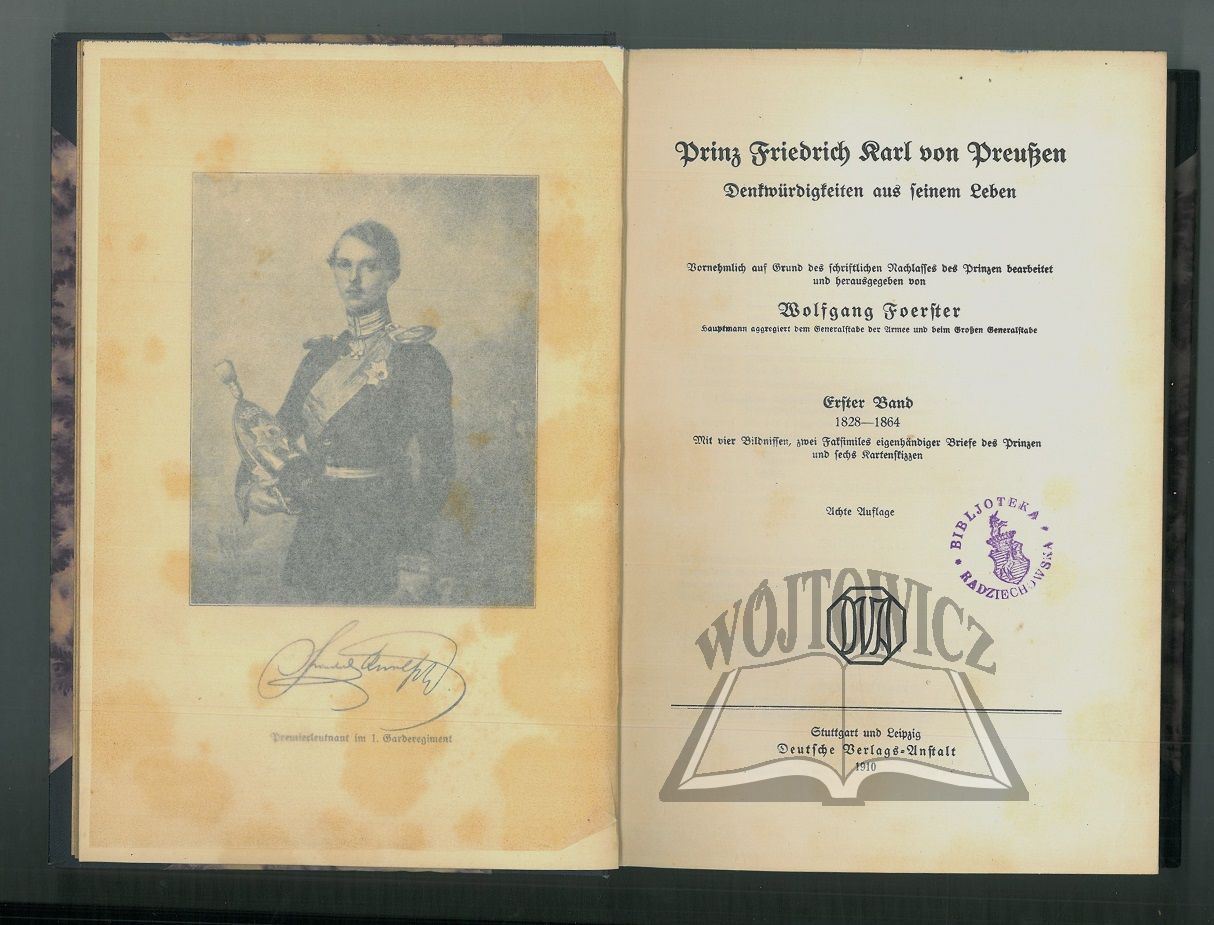 Premierleutnant im 1. Garderegiment
Prinz Friedrich Karl von Preußen
Denkwürdigkeiten aus seinem Leben
Vornehmlich auf Grund des schriftlichen Nachlasses des Prinzen bearbeitet
und herausgegeben von
Wolfgang Foerster
Hauptmann aggregiert dem Generalstabe der Armee und beim Großen Generalstabe
Erster Band
1828—1864
Mit vier Bildnissen, zwei Faksimiles eigenhändiger Briefe des Prinzen
und sechs Kartenskizzen
Achte Auflage
BIBLJOTEKA
* RADZIECHOWSKA *
WÓJTOWICZ
DVA
Stuttgart und Leipzig
Deutsche Verlags-Anstalt
1910